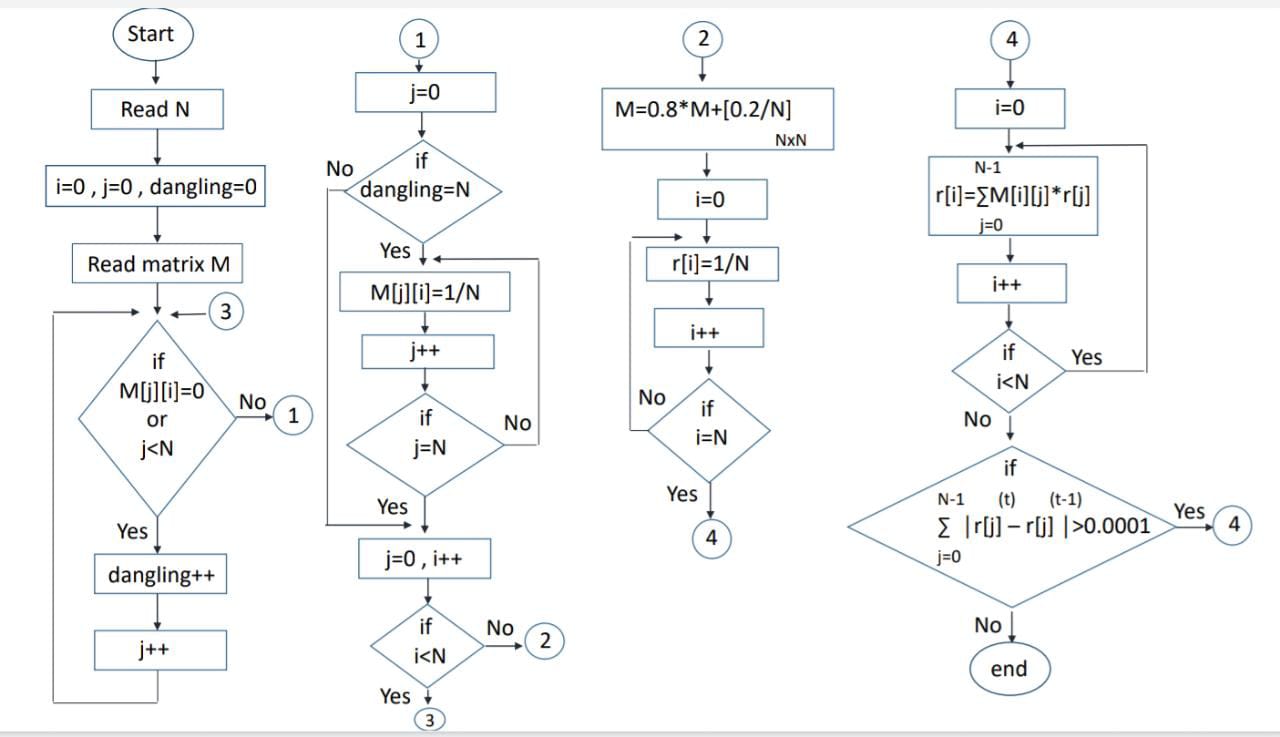 Start
Read N
i=0 , j=0 , dangling=0
Read matrix M
3
if
M[j][i]=0
or
j<N
No
1
Yes
dangling++
j++
1
j=0
No
if
dangling=N
Yes
M[j][i]=1/N
j++
if
j=N
No
Yes
j=0 , i++
if
i<N
No
2
Yes
3
2
M=0.8*M+[0.2/N]
NxN
i=0
r[i]=1/N
i++
No
if
i=N
Yes
4
4
i=0
N-1
r[i]=∑M[i][j]*r[j]
j=0
i++
if
i<N
Yes
No
if
N-1 (t) (t-1)
∑ |r[j] – r[j] |>0.0001
j=0
Yes
4
No
end